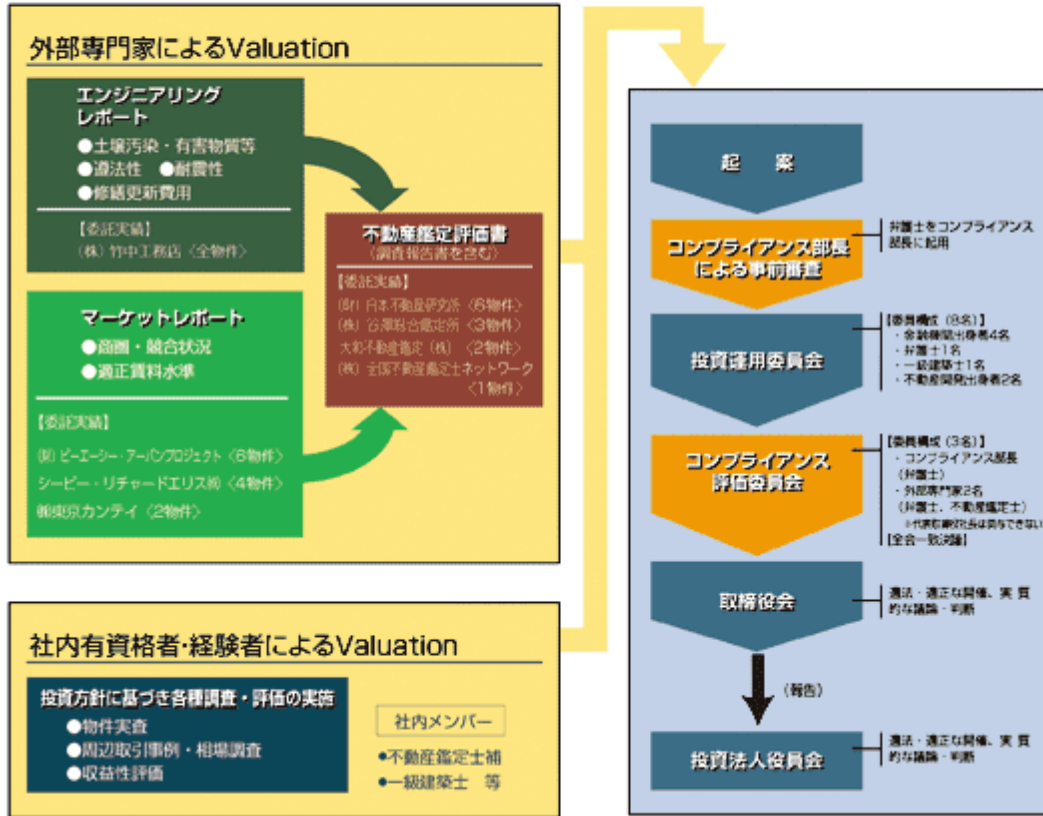 外部専門家によるValuation
エンジニアリング
レポート
●土壌汚染・有害物質等
●遵法性 ●耐震性
●修繕更新費用
【委託実績】
(株)竹中工務店〈全物件〉
マーケットレポート
●商圏・競合状況
●適正賃料水準
【委託実績】
(財)ビーエーシー・アーバンプロジェクト〈6物件〉
シービー・リチャードエリス㈱〈4物件〉
㈱東京カンテイ〈2物件〉
不動産鑑定評価書
(調査報告書を含む)
【委託実績】
(財)日本不動産研究所〈6物件〉
(株)谷澤総合鑑定所〈3物件〉
大和不動産鑑定(株)〈2物件〉
(株)全国不動産鑑定士ネットワーク
〈1物件〉
社内有資格者・経験者によるValuation
投資方針に基づき各種調査・評価の実施
●物件実査
●周辺取引事例・相場調査
●収益性評価
社内メンバー
●不動産鑑定士補
●一級建築士 等
起 案
コンプライアンス部長
による事前審査
弁護士をコンプライアンス
部長に起用
投資運用委員会
【委員構成(8名)】
・金融機関出身者4名
・弁護士1名
・一級建築士1名
・不動産開発出身者2名
コンプライアンス
評価委員会
【委員構成(3名)】
・コンプライアンス部長
(弁護士)
・外部専門家2名
(弁護士、不動産鑑定士)
※代表取締役社長は関与できない
【全会一致決議】
取締役会
適法・適正な開催、実質
的な議論・判断
(報告)
投資法人役員会
適法・適正な開催、実質
的な議論・判断